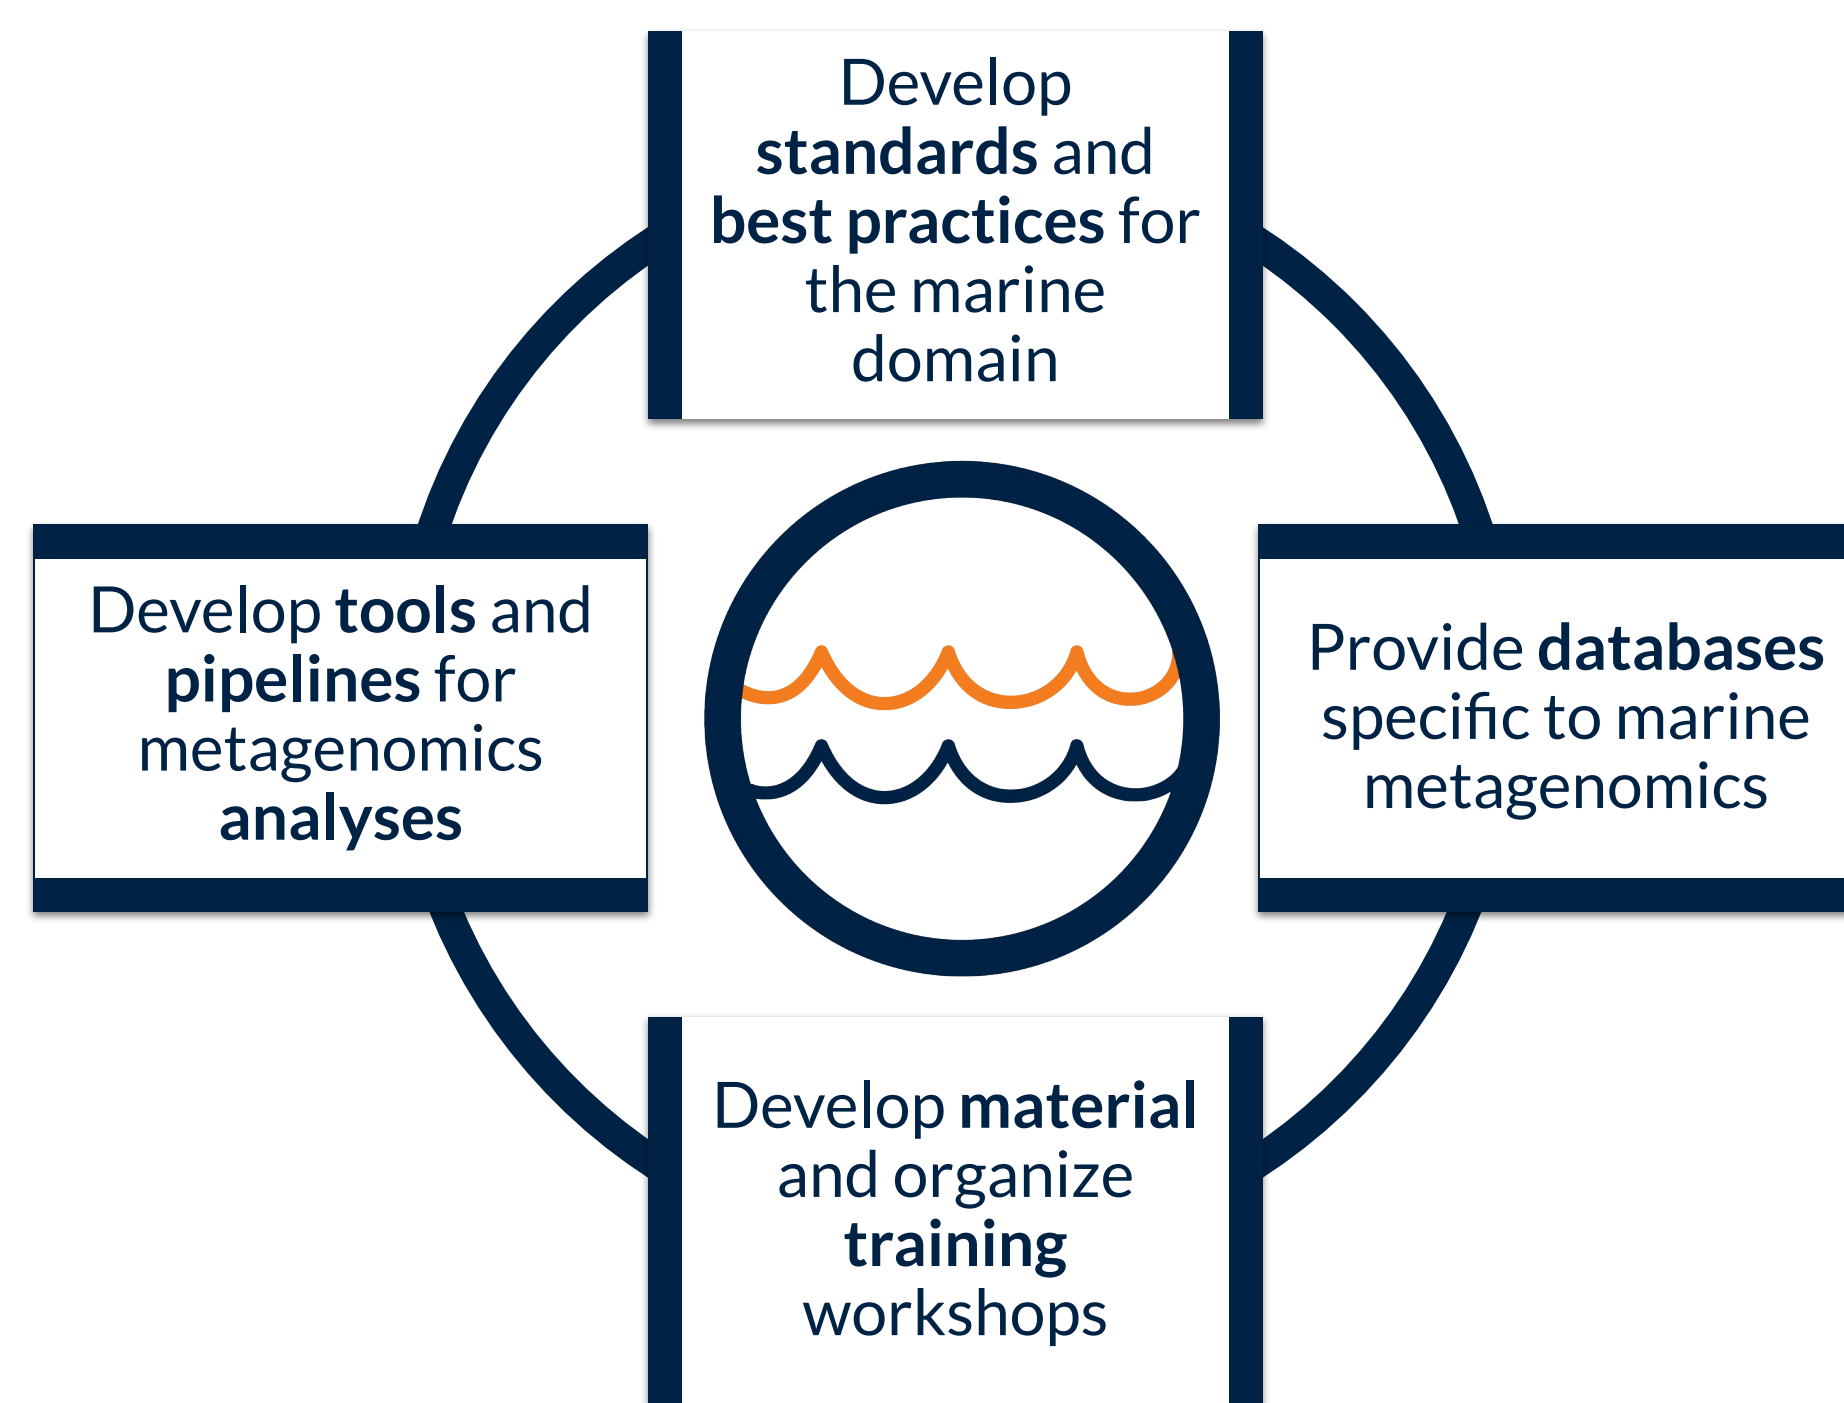 Develop
standards and
best practices for
the marine
domain
Develop tools and
pipelines for
metagenomics
analyses
Provide databases
specific to marine
metagenomics
Develop material
and organize
training
workshops